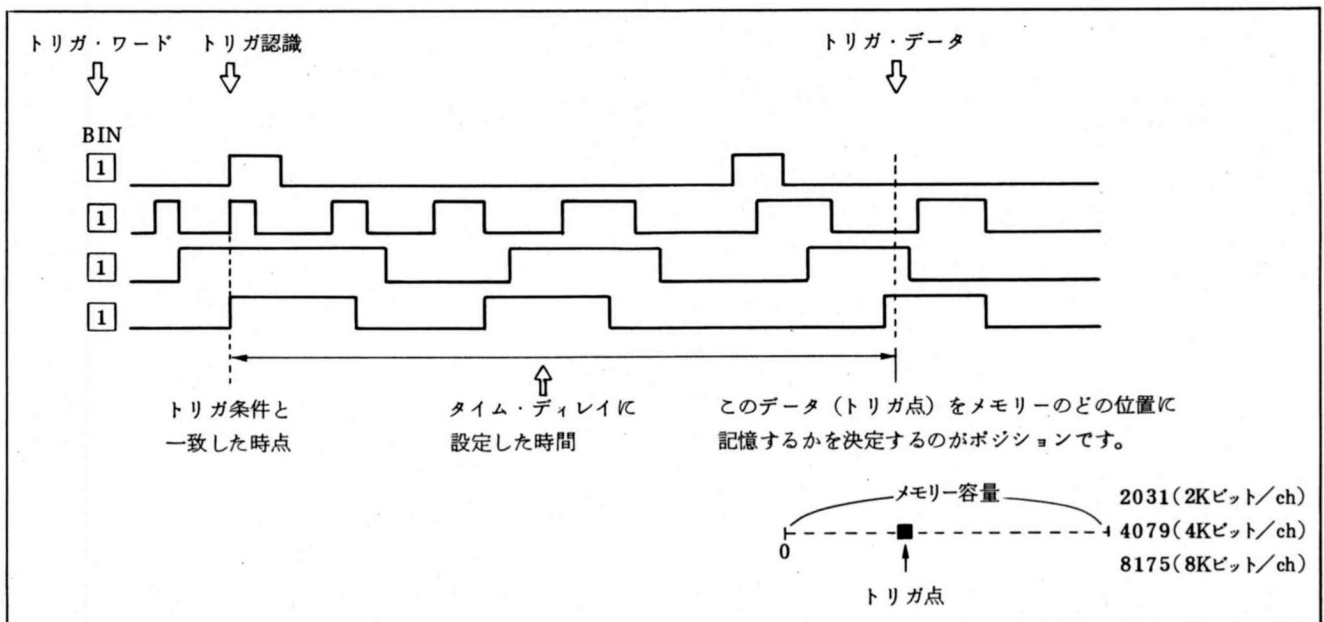 トリガ・ワード
トリガ認識
トリガ・データ
BIN
1
1
1
1
トリガ条件と
一致した時点
タイム・ディレイに
設定した時間
このデータ（トリガ点）をメモリーのどの位置に
記憶するかを決定するのがポジションです。
メモリー容量
0
2031(2Kビット／ch)
4079(4Kビット／ch)
8175(8Kビット／ch)
トリガ点